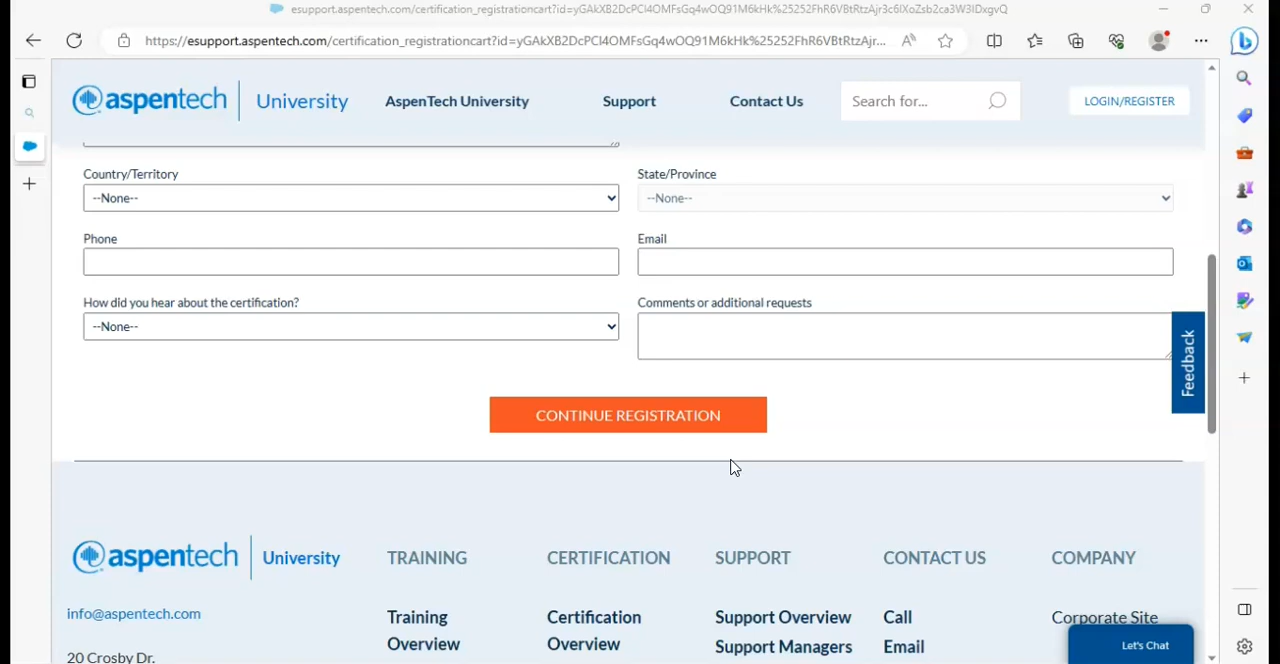 esupport.aspentech.com/certification_registrationcart?id=yGAkXB2DcPCl4OMFsGq4wOQ91M6kHk%25252FhR6VBtRtzAjr3c6IXoZsb2ca3W3IDxgvQ
https://esupport.aspentech.com/certification_registrationcart?id=yGAkXB2DcPCl4OMFsGq4wOQ91M6kHk%25252FhR6VBtRtzAjr...
aspentech University AspenTech University Support Contact Us Search for... LOGIN/REGISTER
Country/Territory State/Province
--None-- --None--
Phone Email
How did you hear about the certification? Comments or additional requests
--None--
Feedback
CONTINUE REGISTRATION
aspentech University TRAINING CERTIFICATION SUPPORT CONTACT US COMPANY
info@aspentech.com Training Certification Support Overview Call Corporate Site
Overview Overview Support Managers Email Let's Chat
20 Crosby Dr.